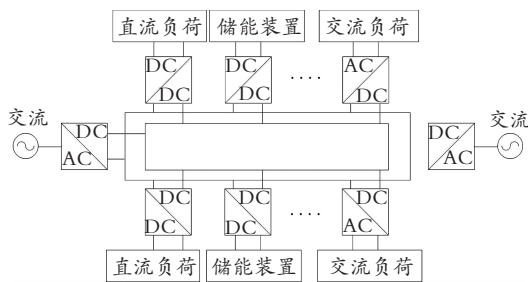 直流负荷 储能装置 交流负荷
DC DC AC
DC DC .... DC
交流 交流
DC DC
AC AC
DC DC DC
DC DC .... AC
直流负荷 储能装置 交流负荷